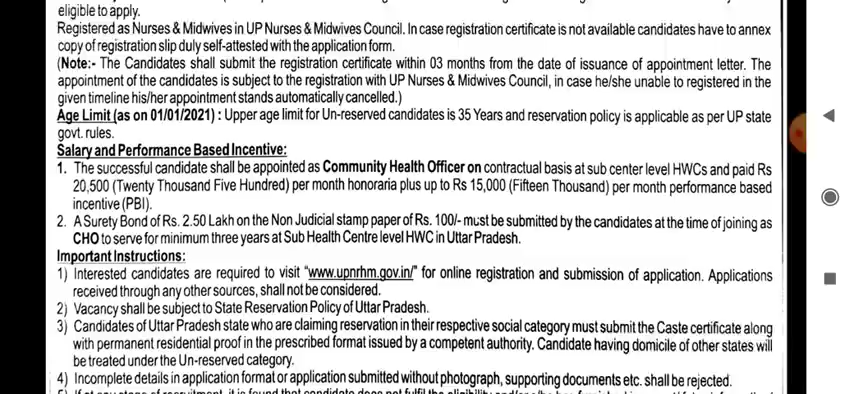 eligible to apply.
Registered as Nurses & Midwives in UP Nurses & Midwives Council. In case registration certificate is not available candidates have to annex
copy of registration slip duly self-attested with the application form.
(Note:- The Candidates shall submit the registration certificate within 03 months from the date of issuance of appointment letter. The
appointment of the candidates is subject to the registration with UP Nurses & Midwives Council, in case he/she unable to registered in the
given timeline his/her appointment stands automatically cancelled.)
Age Limit (as on 01/01/2021) : Upper age limit for Un-reserved candidates is 35 Years and reservation policy is applicable as per UP state
govt. rules.
Salary and Performance Based Incentive:
1. The successful candidate shall be appointed as Community Health Officer on contractual basis at sub center level HWCs and paid Rs
20,500 (Twenty Thousand Five Hundred) per month honoraria plus up to Rs 15,000 (Fifteen Thousand) per month performance based
incentive (PBI).
2. A Surety Bond of Rs. 2.50 Lakh on the Non Judicial stamp paper of Rs. 100/- must be submitted by the candidates at the time of joining as
CHO to serve for minimum three years at Sub Health Centre level HWC in Uttar Pradesh.
Important Instructions:
1) Interested candidates are required to visit "www.upnrhm.gov.in/" for online registration and submission of application. Applications
received through any other sources, shall not be considered.
2) Vacancy shall be subject to State Reservation Policy of Uttar Pradesh.
3) Candidates of Uttar Pradesh state who are claiming reservation in their respective social category must submit the Caste certificate along
with permanent residential proof in the prescribed format issued by a competent authority. Candidate having domicile of other states will
be treated under the Un-reserved category.
4) Incomplete details in application format or application submitted without photograph, supporting documents etc. shall be rejected.